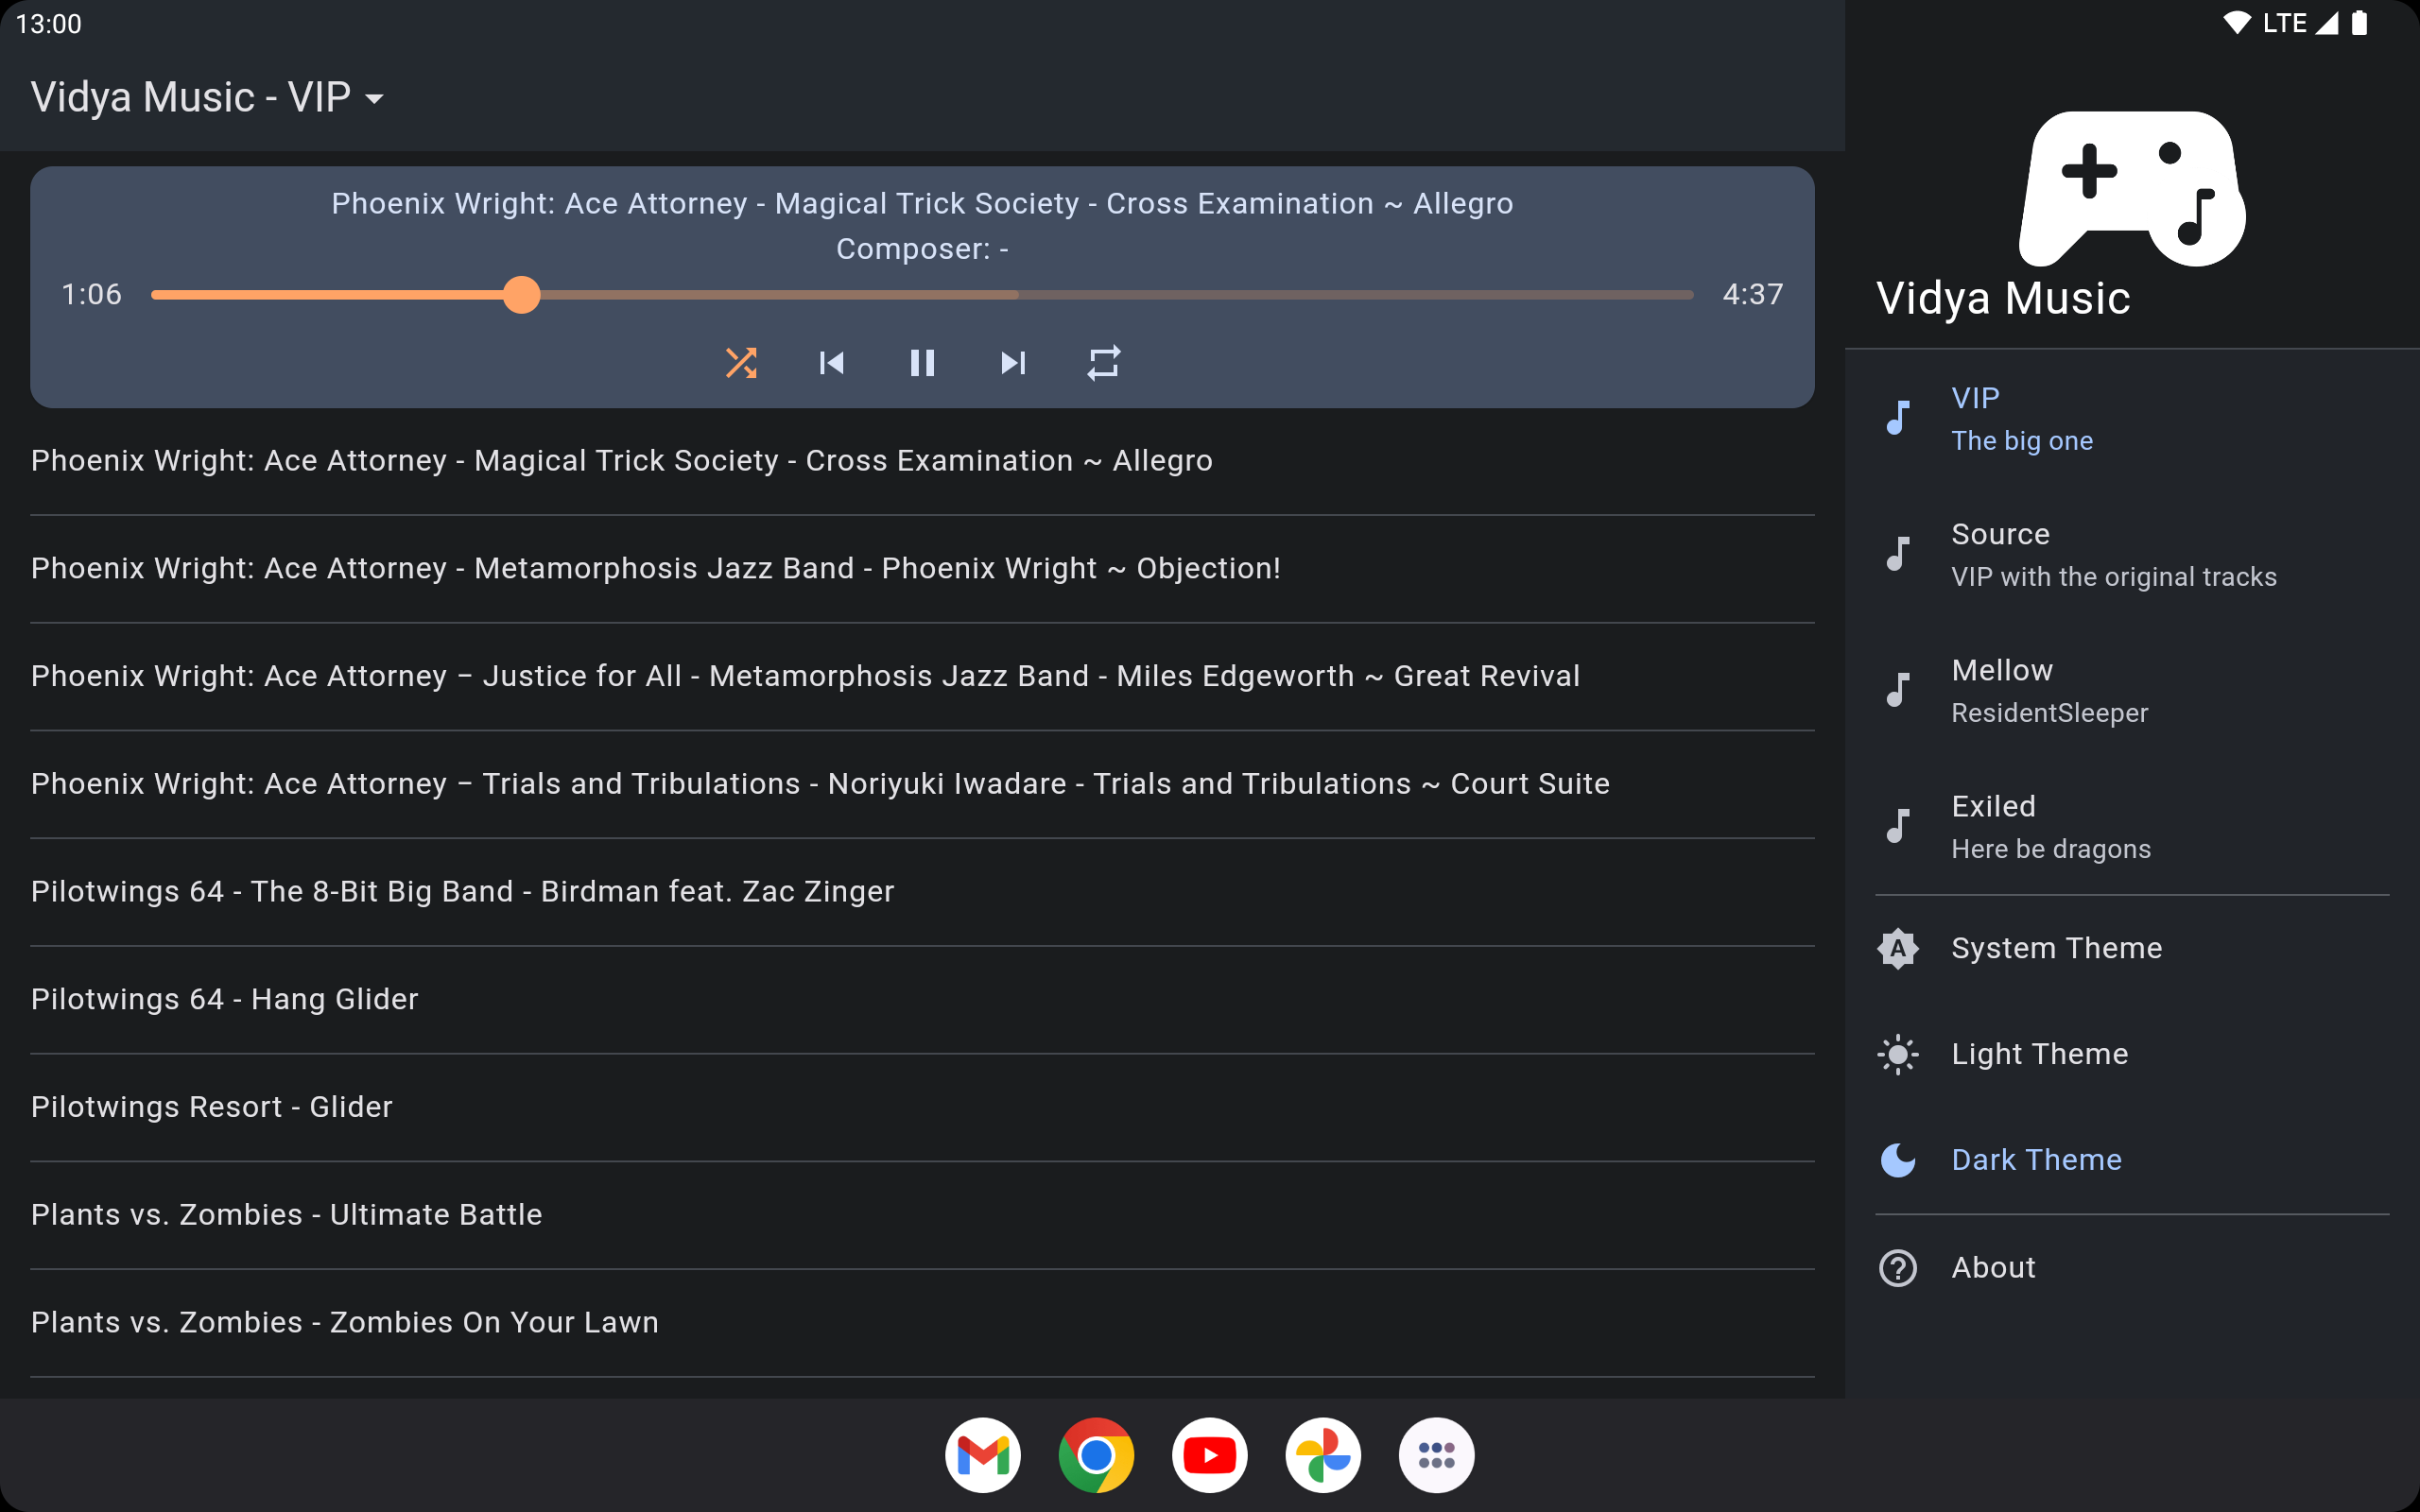 13:00
LTE
Vidya Music - VIP
Phoenix Wright: Ace Attorney - Magical Trick Society - Cross Examination ~ Allegro
Composer: -
1:06
4:37
Phoenix Wright: Ace Attorney - Magical Trick Society - Cross Examination ~ Allegro
Phoenix Wright: Ace Attorney - Metamorphosis Jazz Band - Phoenix Wright ~ Objection!
Phoenix Wright: Ace Attorney − Justice for All - Metamorphosis Jazz Band - Miles Edgeworth ~ Great Revival
Phoenix Wright: Ace Attorney − Trials and Tribulations - Noriyuki Iwadare - Trials and Tribulations ~ Court Suite
Pilotwings 64 - The 8-Bit Big Band - Birdman feat. Zac Zinger
Pilotwings 64 - Hang Glider
Pilotwings Resort - Glider
Plants vs. Zombies - Ultimate Battle
Plants vs. Zombies - Zombies On Your Lawn
Vidya Music
VIP
The big one
Source
VIP with the original tracks
Mellow
ResidentSleeper
Exiled
Here be dragons
A
System Theme
Light Theme
Dark Theme
?
About